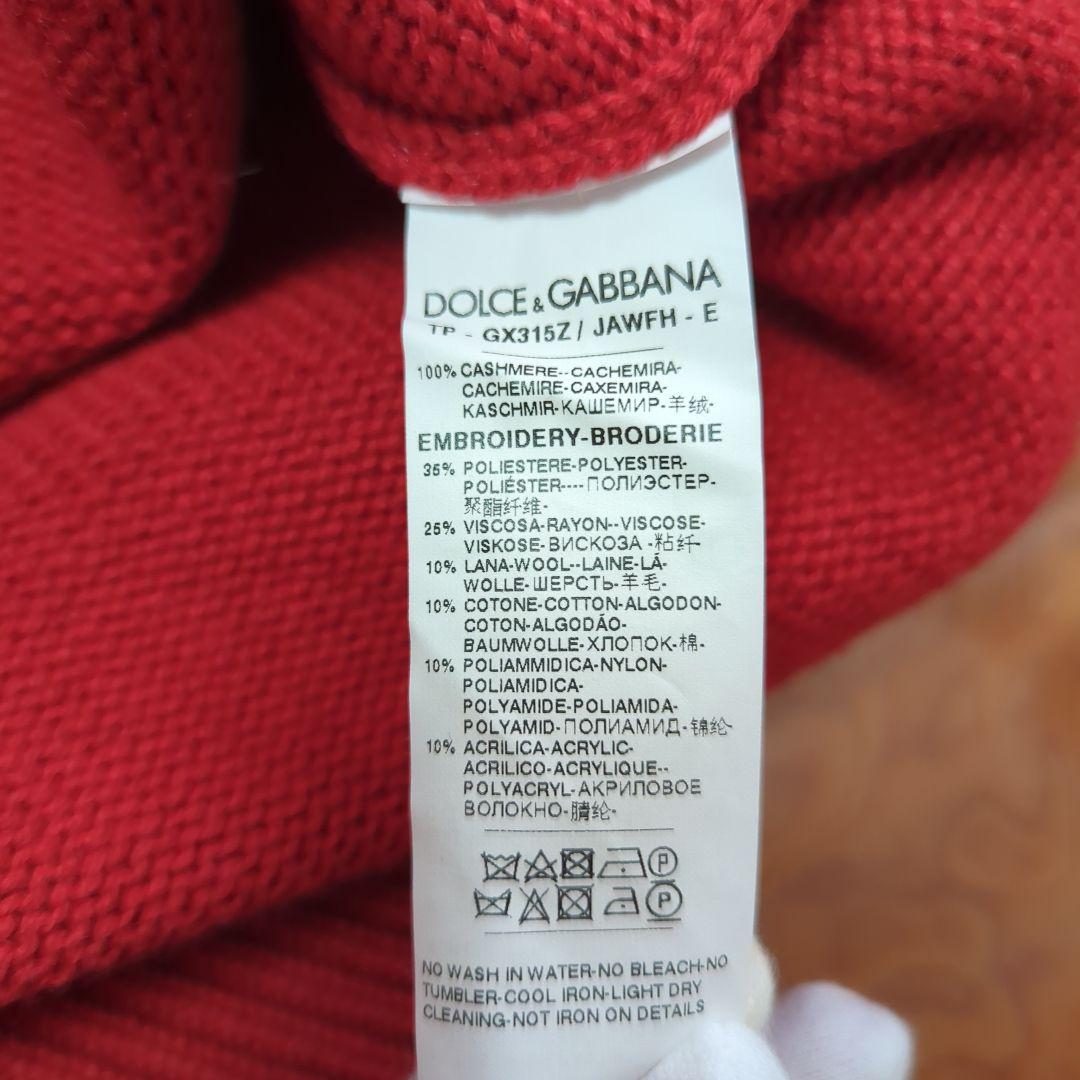 DOLCE & GABBANA
TP - GX315Z / JAWFH - E
100% CASHMERE--CACHEMIRA-
CACHEMIRE-CAXEMIRA-
KASCHMIR-КАШЕМИР-羊绒-
EMBROIDERY-BRODERIE
35% POLIESTERE-POLYESTER-
POLIÉSTER----ПОЛИЭСТЕР-
聚酯纤维-
25% VISCOSA-RAYON--VISCOSE-
VISKOSE-ВИСКОЗА -粘纤-
10% LANA-WOOL--LAINE-LÃ-
WOLLE-ШЕРСТЬ-羊毛-
10% COTONE-COTTON-ALGODON-
COTON-ALGODÃO-
BAUMWOLLE-ХЛОПОК-棉-
10% POLIAMMIDICA-NYLON-
POLIAMIDICA-
POLYAMIDE-POLIAMIDA-
POLYAMID-ПОЛИАМИД-锦纶-
10% ACRILICA-ACRYLIC-
ACRILICO-ACRYLIQUE--
POLYACRYL-АКРИЛОВОЕ
ВОЛОКНО-腈纶-
P
P
NO WASH IN WATER-NO BLEACH-NO
TUMBLER-COOL IRON-LIGHT DRY
CLEANING-NOT IRON ON DETAILS